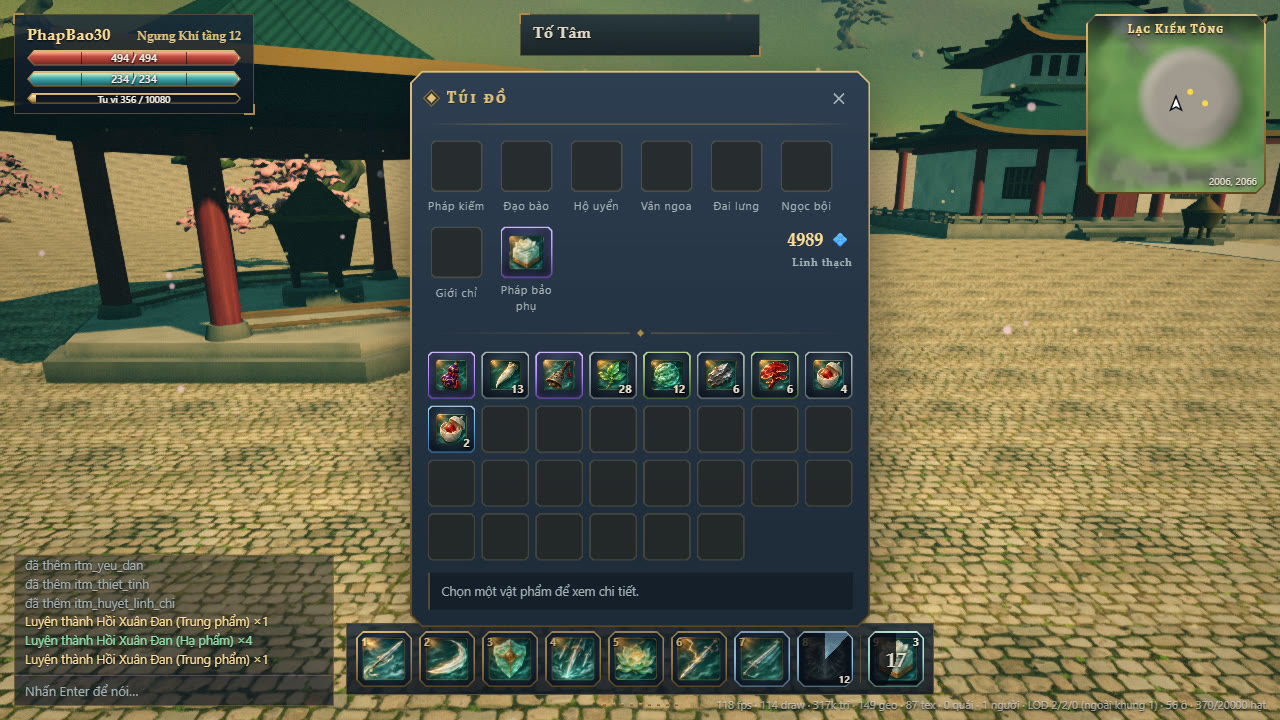 PhapBao30
Ngưng Khí tầng 12
494 / 494
234 / 234
Tu vi 356 / 10080
Tố Tâm
Lạc Kiếm Tông
2006, 2066
Túi đồ
Pháp kiếm
Đạo bào
Hộ uyển
Vân ngoa
Đai lưng
Ngọc bội
Giới chỉ
Pháp bảo
phụ
4989
Linh thạch
13
28
12
6
6
4
2
Chọn một vật phẩm để xem chi tiết.
đã thêm itm_yeu_dan
đã thêm itm_thiet_tinh
đã thêm itm_huyet_linh_chi
Luyện thành Hồi Xuân Đan (Trung phẩm) ×1
Luyện thành Hồi Xuân Đan (Hạ phẩm) ×4
Luyện thành Hồi Xuân Đan (Trung phẩm) ×1
Nhấn Enter để nói...
1
2
3
4
5
6
7
8
12
9
3
17
118 fps · 114 draw · 317k tri · 149 geo · 87 tex · 0 quái · 1 người · LOD 2/2/0 (ngoài khung 1) · 56 ô · 370/20000 hạt